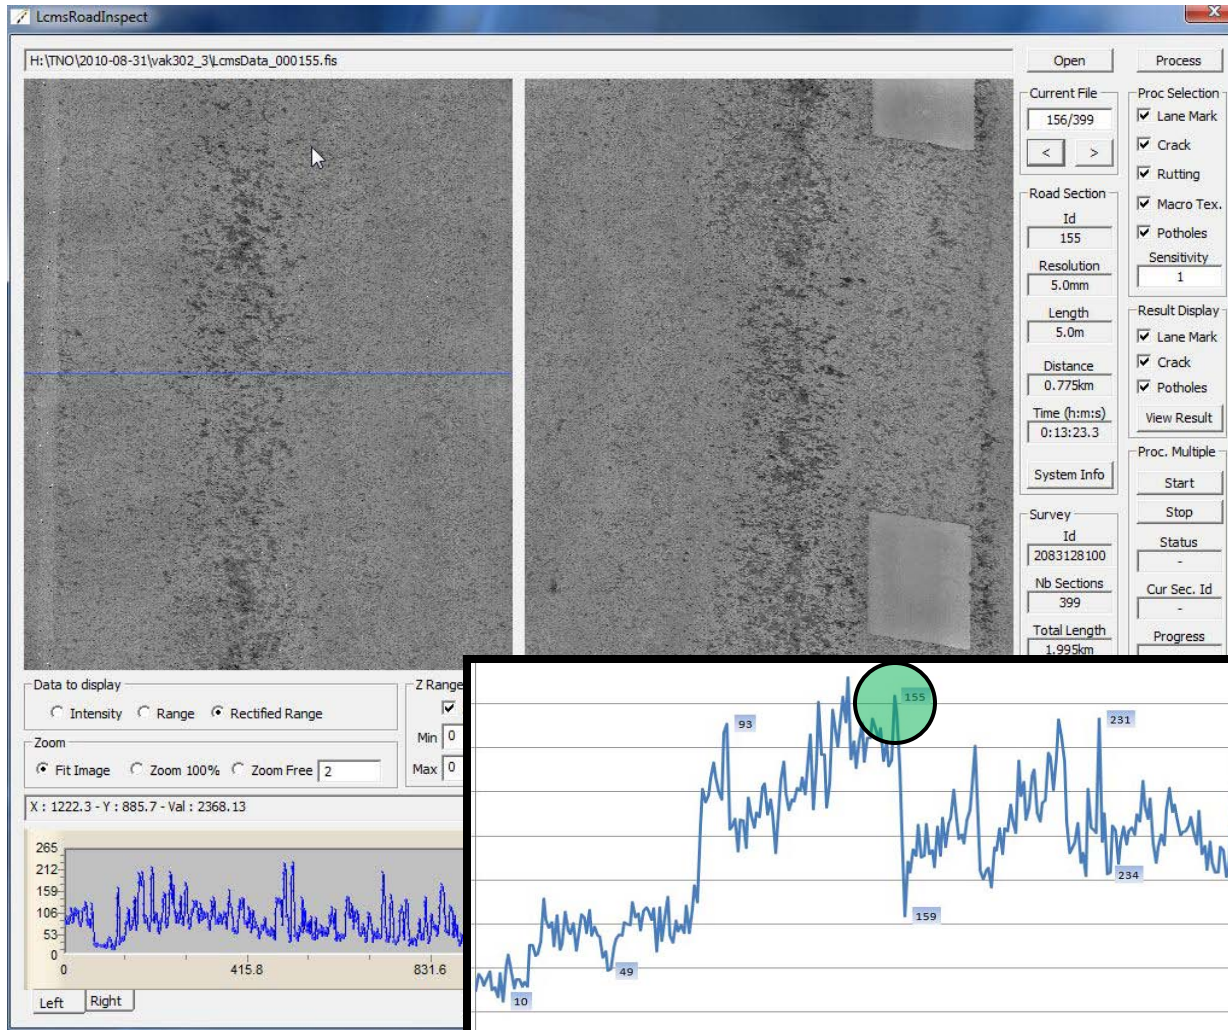 LcmsRoadInspect
H:\TNO\2010-08-31\vak302_3\LcmsData_000155.fis
Open
Process
Current File
156/399
<
>
Road Section
Id
155
Resolution
5.0mm
Length
5.0m
Distance
0.775km
Time (h:m:s)
0:13:23.3
System Info
Survey
Id
2083128100
Nb Sections
399
Total Length
1.995km
Proc Selection
Lane Mark
Crack
Rutting
Macro Tex.
Potholes
Sensitivity
1
Result Display
Lane Mark
Crack
Potholes
View Result
Proc. Multiple
Start
Stop
Status
-
Cur Sec. Id
-
Progress
Data to display
Intensity
Range
Rectified Range
Zoom
Fit Image
Zoom 100%
Zoom Free
2
Z Range
Min
0
Max
0
X : 1222.3 - Y : 885.7 - Val : 2368.13
265
212
159
106
53
0
0
415.8
831.6
Left
Right
155
93
231
234
159
49
10